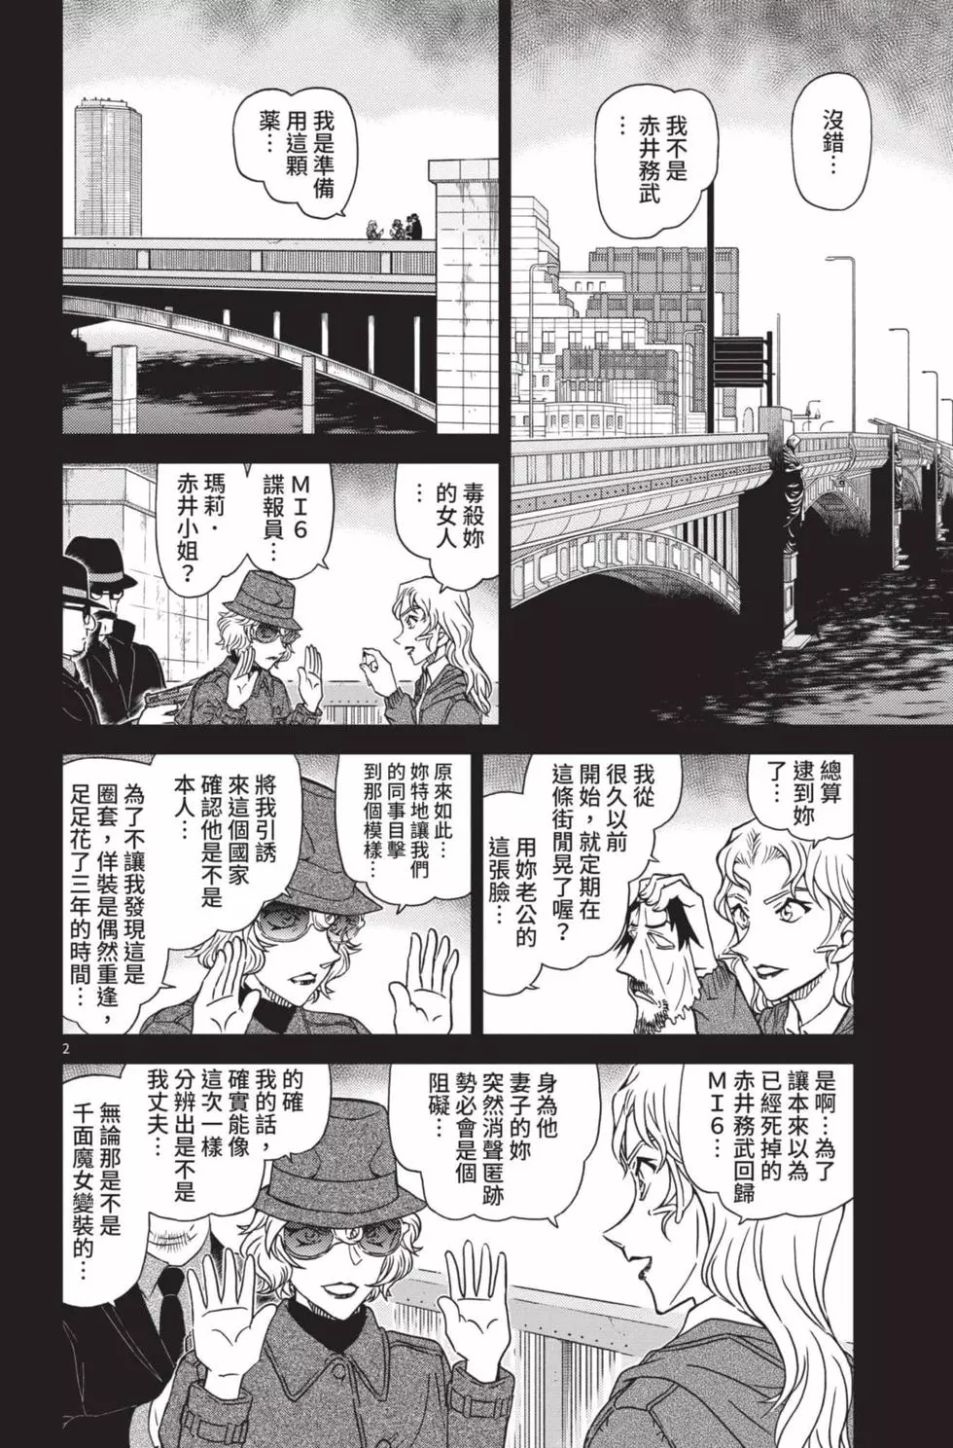 沒錯…
我不是
赤井務武
…
我是準備
用這顆
薬…
毒殺妳
的女人
…
ＭＩ６
諜報員…
瑪莉．
赤井小姐？
總算
逮到妳
了…
我從
很久以前
開始，就定期在
這條街閒晃了喔？
用妳老公的
這張臉…
原來如此…
妳特地讓我們
的同事目擊
到那個模樣…
將我引誘
來這個國家
確認他是不是
本人…
為了不讓我發現這是
圈套，佯裝是偶然重逢，
足足花了三年的時間…
2
是啊…為了
讓本來以為
已經死掉的
赤井務武回歸
ＭＩ６…
身為他
妻子的妳
突然消聲匿跡
勢必會是個
阻礙…
的確
我的話，
確實能像
這次一樣
分辨出是不是
我丈夫…
無論那是不是
千面魔女變裝的…